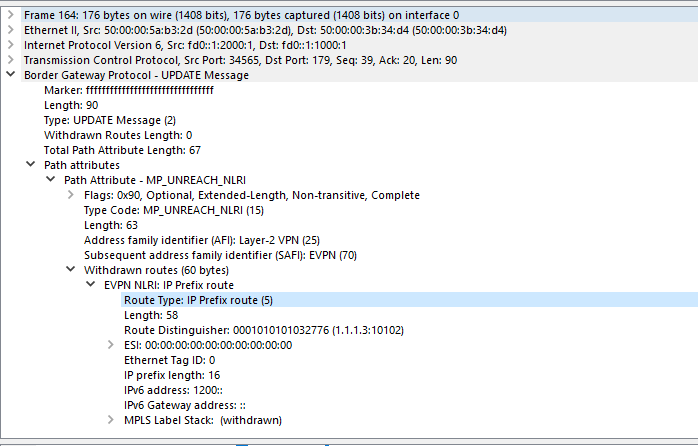 Frame 164: 176 bytes on wire (1408 bits), 176 bytes captured (1408 bits) on interface 0
Ethernet II, Src: 50:00:00:5a:b3:2d (50:00:00:5a:b3:2d), Dst: 50:00:00:3b:34:d4 (50:00:00:3b:34:d4)
Internet Protocol Version 6, Src: fd0::1:2000:1, Dst: fd0::1:1000:1
Transmission Control Protocol, Src Port: 34565, Dst Port: 179, Seq: 39, Ack: 20, Len: 90
Border Gateway Protocol - UPDATE Message
Marker: ffffffffffffffffffffffffffffffff
Length: 90
Type: UPDATE Message (2)
Withdrawn Routes Length: 0
Total Path Attribute Length: 67
Path attributes
Path Attribute - MP_UNREACH_NLRI
Flags: 0x90, Optional, Extended-Length, Non-transitive, Complete
Type Code: MP_UNREACH_NLRI (15)
Length: 63
Address family identifier (AFI): Layer-2 VPN (25)
Subsequent address family identifier (SAFI): EVPN (70)
Withdrawn routes (60 bytes)
EVPN NLRI: IP Prefix route
Route Type: IP Prefix route (5)
Length: 58
Route Distinguisher: 0001010101032776 (1.1.1.3:10102)
ESI: 00:00:00:00:00:00:00:00:00:00
Ethernet Tag ID: 0
IP prefix length: 16
IPv6 address: 1200::
IPv6 Gateway address: ::
MPLS Label Stack:  (withdrawn)